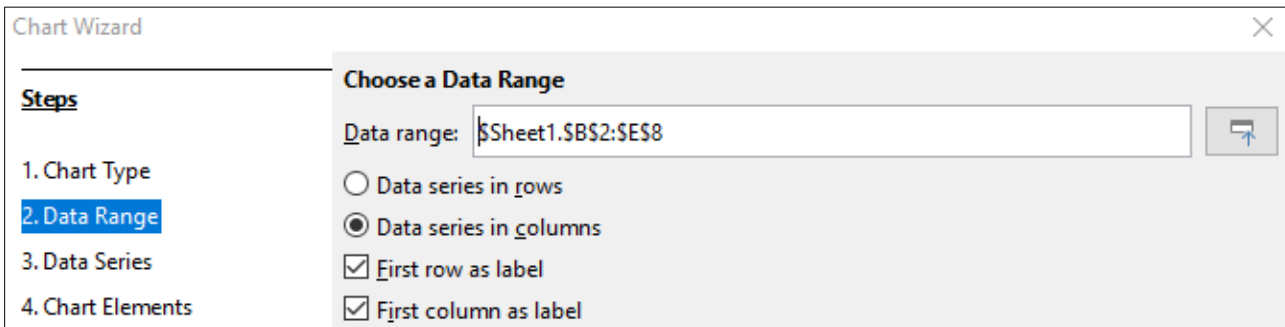 Chart Wizard
Steps
1. Chart Type
2. Data Range
3. Data Series
4. Chart Elements
Choose a Data Range
Data range: $Sheet1.$B$2:$E$8
Data series in rows
Data series in columns
First row as label
First column as label